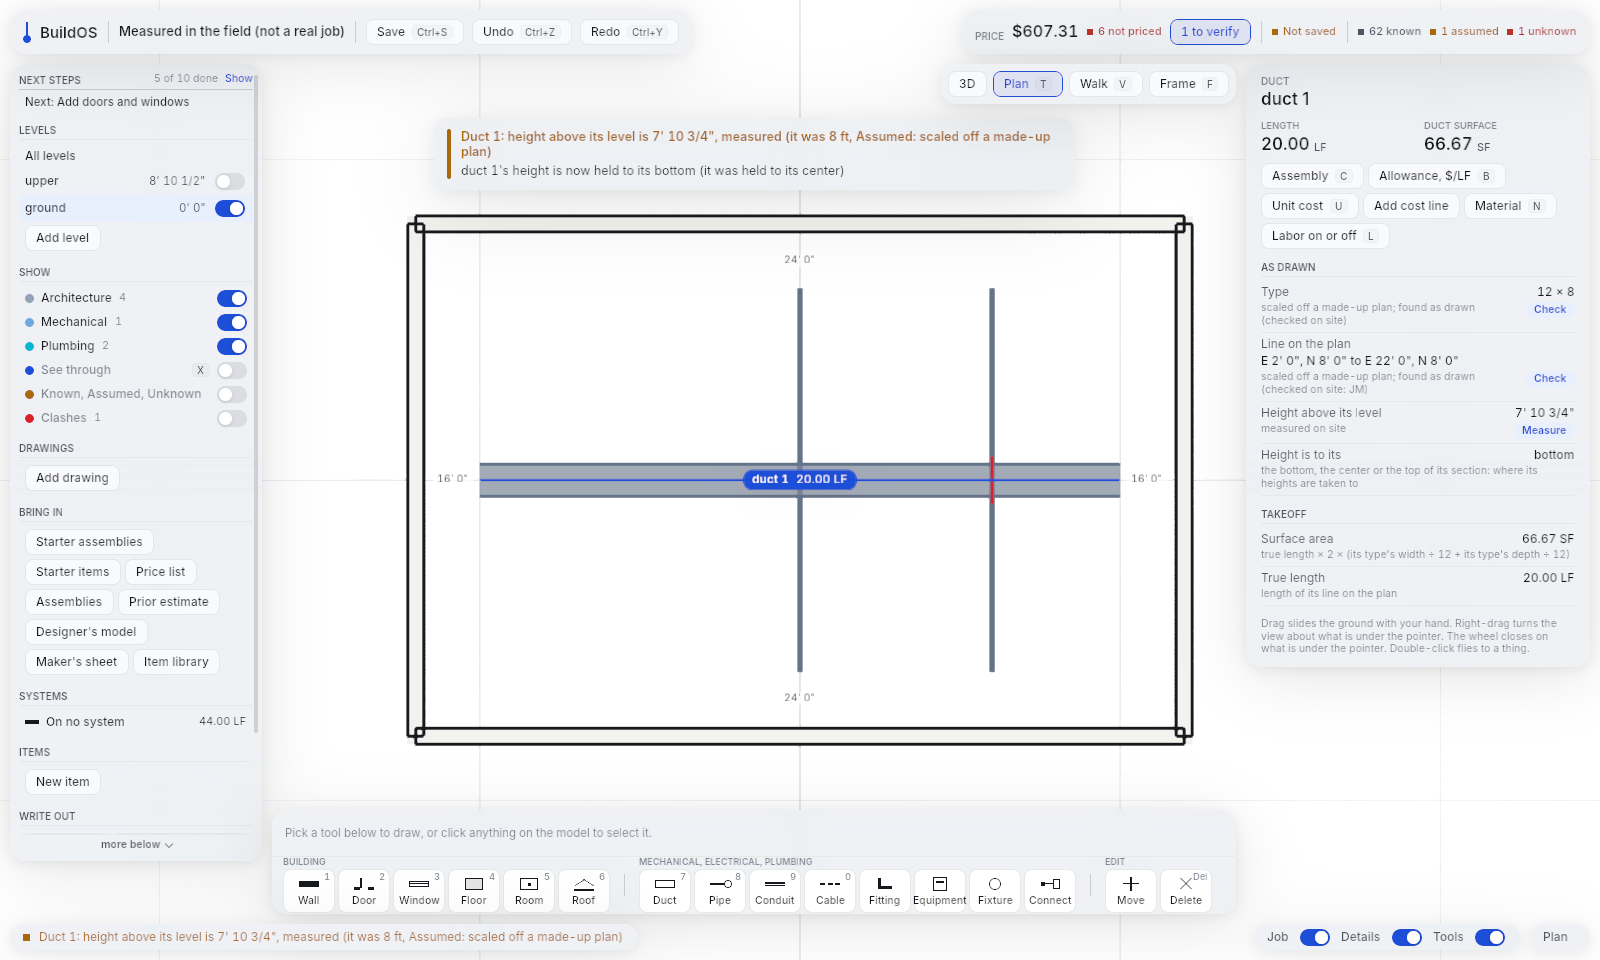 BuildOS
Measured in the field (not a real job)
Save Ctrl+S
Undo Ctrl+Z
Redo Ctrl+Y
PRICE $607.31
6 not priced
1 to verify
Not saved
62 known
1 assumed
1 unknown
3D
Plan T
Walk V
Frame F
NEXT STEPS 5 of 10 done Show
Next: Add doors and windows
LEVELS
All levels
upper 8' 10 1/2"
ground 0' 0"
Add level
SHOW
Architecture 4
Mechanical 1
Plumbing 2
See through X
Known, Assumed, Unknown
Clashes 1
DRAWINGS
Add drawing
BRING IN
Starter assemblies
Starter items Price list
Assemblies Prior estimate
Designer's model
Maker's sheet Item library
SYSTEMS
On no system 44.00 LF
ITEMS
New item
WRITE OUT
more below
Duct 1: height above its level is 7' 10 3/4", measured (it was 8 ft, Assumed: scaled off a made-up
plan)
duct 1's height is now held to its bottom (it was held to its center)
24' 0"
16' 0"
duct 1 20.00 LF
16' 0"
24' 0"
DUCT
duct 1
LENGTH DUCT SURFACE
20.00 LF 66.67 SF
Assembly C Allowance, $/LF B
Unit cost U Add cost line Material N
Labor on or off L
AS DRAWN
Type 12 × 8
scaled off a made-up plan; found as drawn Check
(checked on site)
Line on the plan
E 2' 0", N 8' 0" to E 22' 0", N 8' 0"
scaled off a made-up plan; found as drawn Check
(checked on site: JM)
Height above its level 7' 10 3/4"
measured on site Measure
Height is to its bottom
the bottom, the center or the top of its section: where its
heights are taken to
TAKEOFF
Surface area 66.67 SF
true length × 2 × (its type's width ÷ 12 + its type's depth ÷ 12)
True length 20.00 LF
length of its line on the plan
Drag slides the ground with your hand. Right-drag turns the
view about what is under the pointer. The wheel closes on
what is under the pointer. Double-click flies to a thing.
Pick a tool below to draw, or click anything on the model to select it.
BUILDING MECHANICAL, ELECTRICAL, PLUMBING EDIT
1 2 3 4 5 6 7 8 9 0 Del
Wall Door Window Floor Room Roof Duct Pipe Conduit Cable Fitting Equipment Fixture Connect Move Delete
Duct 1: height above its level is 7' 10 3/4", measured (it was 8 ft, Assumed: scaled off a made-up plan)
Job Details Tools Plan